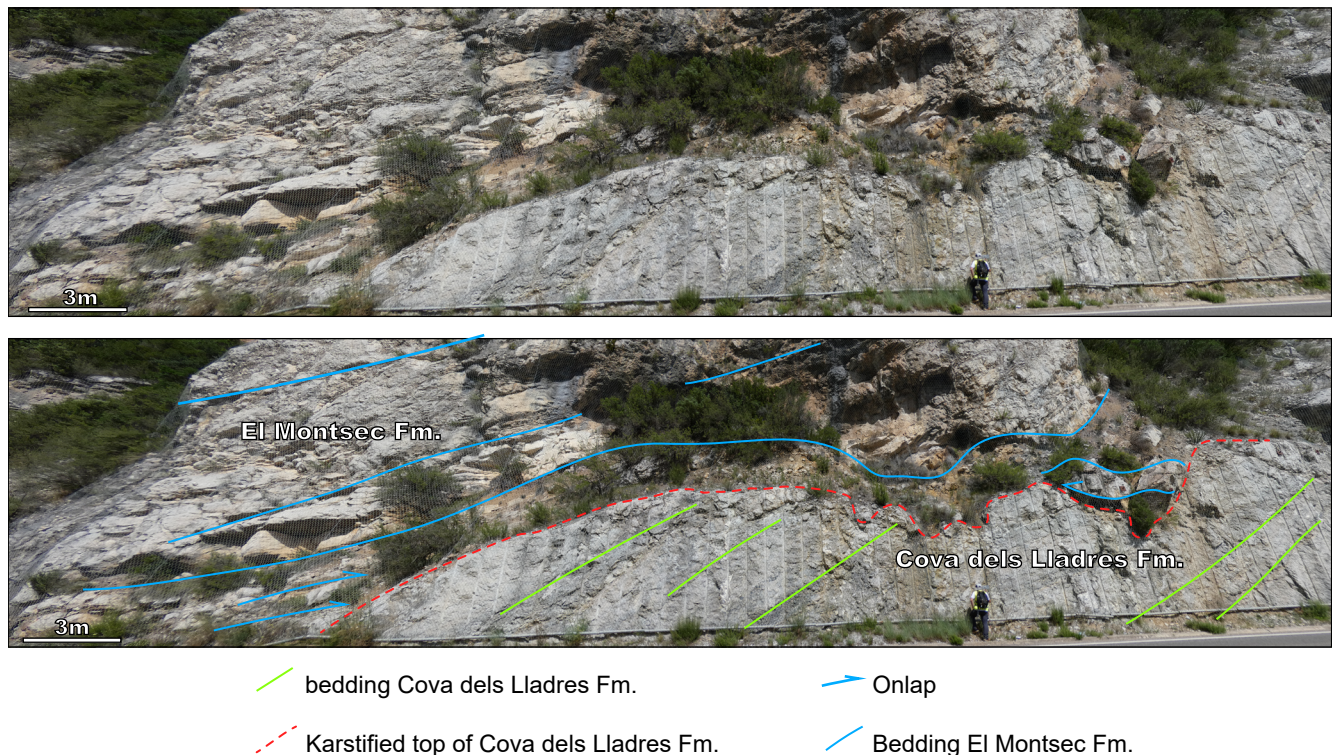 3m
El Montsec Fm.
Cova dels Lladres Fm.
3m
bedding Cova dels Lladres Fm.
Onlap
Karstified top of Cova dels Lladres Fm.
Bedding El Montsec Fm.